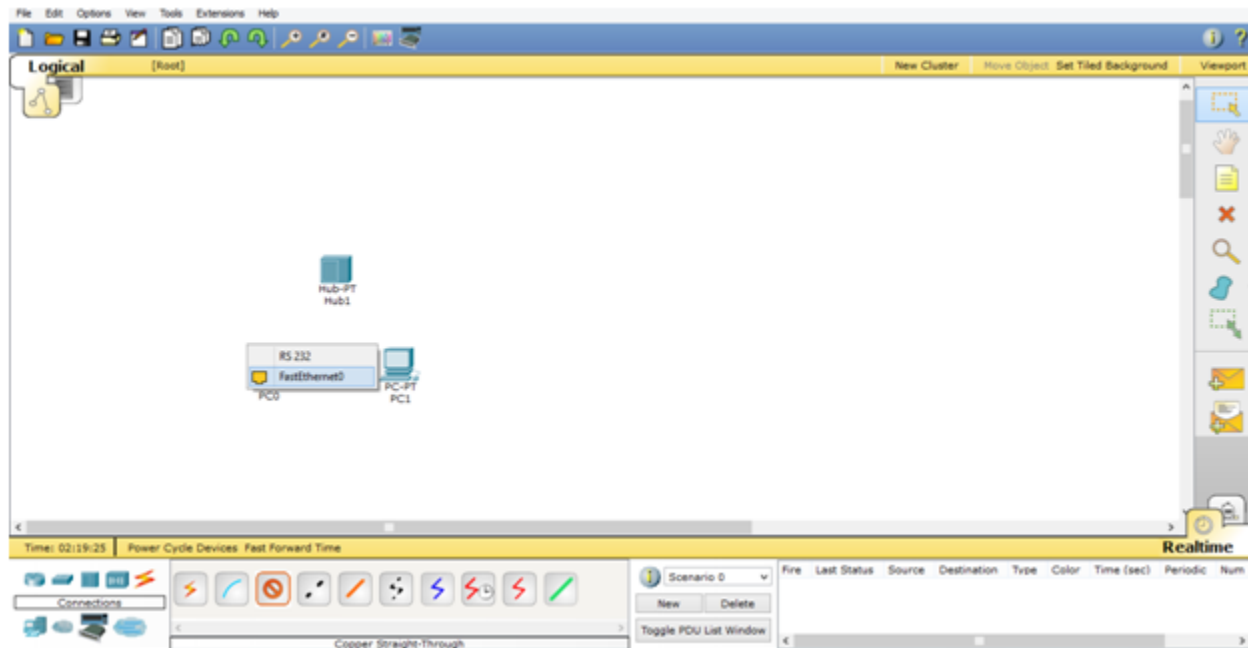 File Edit Options View Tools Extensions Help
Logical [Root] New Cluster Move Object Set Tiled Background Viewport
Hub-PT
Hub1
RS 232
FastEthernet0
PC0
PC-PT
PC1
Time: 02:19:25 Power Cycle Devices Fast Forward Time Realtime
Scenario 0 Fire Last Status Source Destination Type Color Time (sec) Periodic Num
Connections New Delete
Toggle PDU List Window
Copper Straight-Through